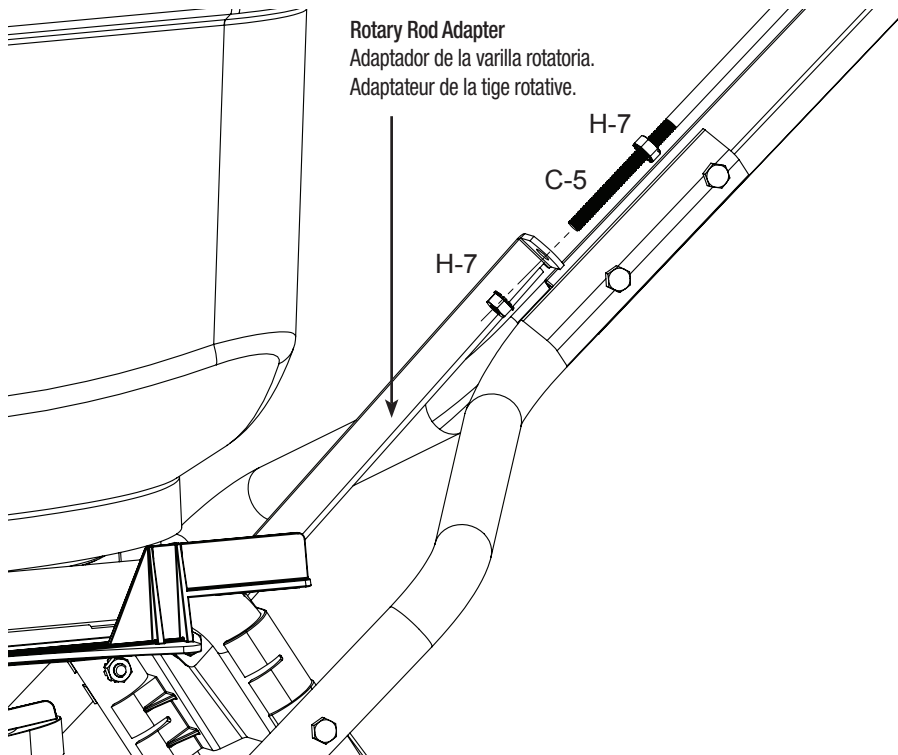 Rotary Rod Adapter
Adaptador de la varilla rotatoria.
Adaptateur de la tige rotative.
H-7
C-5
H-7